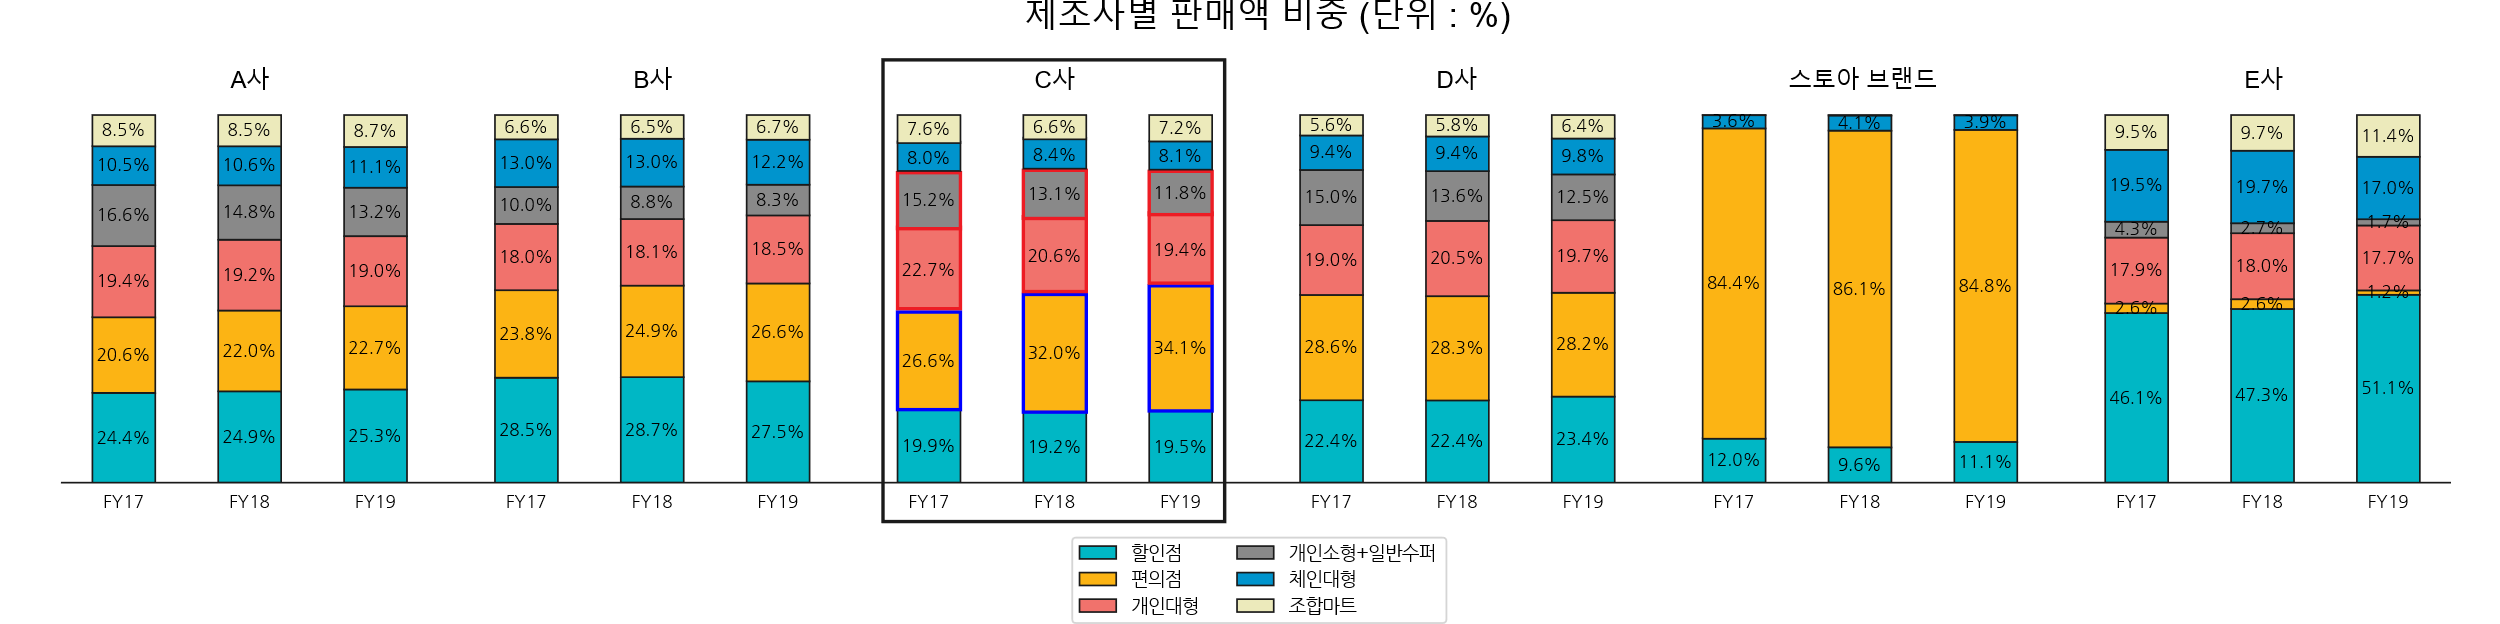 제조사별 판매액 비중 (단위 : %)
A사 B사 C사 D사 스토아 브랜드 E사
8.5% 8.5% 8.7% 6.6% 6.5% 6.7% 7.6% 6.6% 7.2% 5.6% 5.8% 6.4% 3.6% 4.1% 3.9% 9.5% 9.7% 11.4%
10.5% 10.6% 11.1% 13.0% 13.0% 12.2% 8.0% 8.4% 8.1% 9.4% 9.4% 9.8% 19.5% 19.7% 17.0%
16.6% 14.8% 13.2% 10.0% 8.8% 8.3% 15.2% 13.1% 11.8% 15.0% 13.6% 12.5% 4.3% 2.7% 1.7%
19.4% 19.2% 19.0% 18.0% 18.1% 18.5% 22.7% 20.6% 19.4% 19.0% 20.5% 19.7% 17.9% 18.0% 17.7%
20.6% 22.0% 22.7% 23.8% 24.9% 26.6% 26.6% 32.0% 34.1% 28.6% 28.3% 28.2% 84.4% 86.1% 84.8% 2.6% 2.6% 1.2%
24.4% 24.9% 25.3% 28.5% 28.7% 27.5% 19.9% 19.2% 19.5% 22.4% 22.4% 23.4% 12.0% 9.6% 11.1% 46.1% 47.3% 51.1%
FY17 FY18 FY19 FY17 FY18 FY19 FY17 FY18 FY19 FY17 FY18 FY19 FY17 FY18 FY19 FY17 FY18 FY19
할인점 개인소형+일반수퍼
편의점 체인대형
개인대형 조합마트